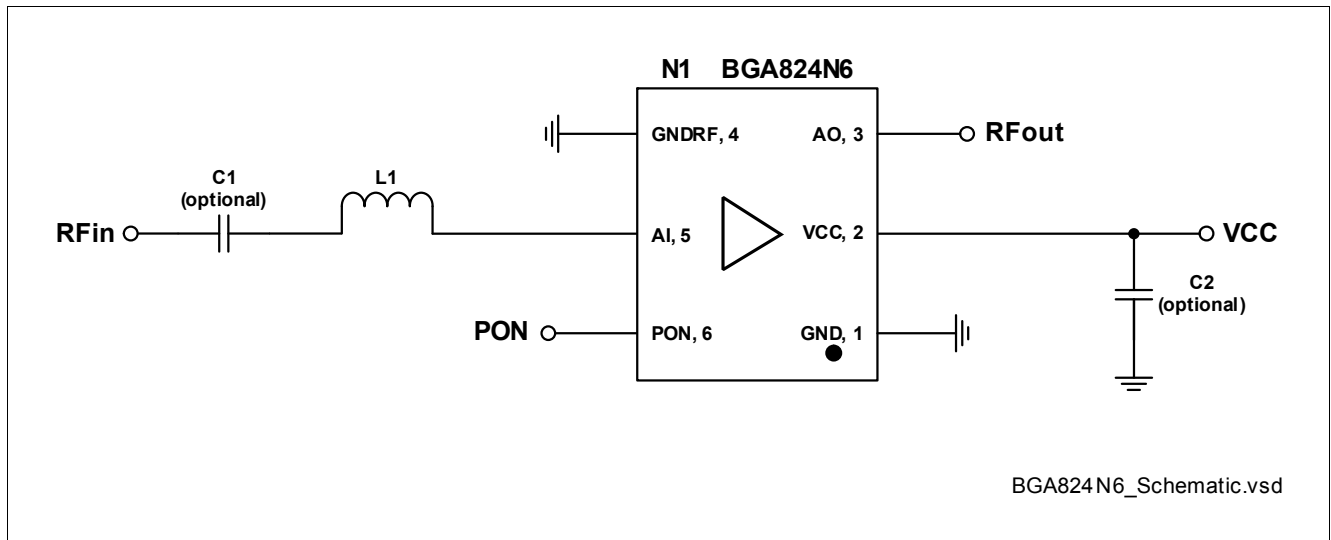 N1 BGA824N6
GNDRF, 4
AO, 3
RFout
C1
(optional)
L1
RFin
AI, 5
VCC, 2
VCC
C2
(optional)
PON
PON, 6
GND, 1
BGA824N6_Schematic.vsd